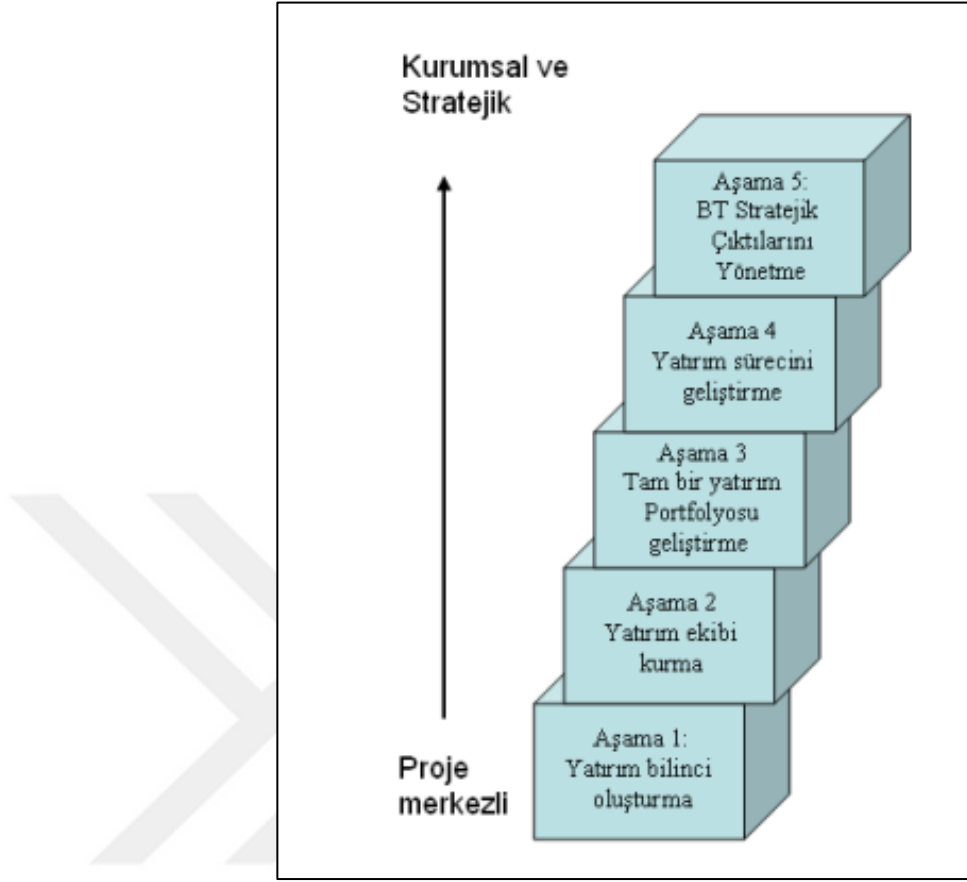 Kurumsal ve
Stratejik
Aşama 5:
BT Stratejik
Çıktılarını
Yönetme
Aşama 4
Yatırım sürecini
geliştirme
Aşama 3
Tam bir yatırım
Portfolyosu
geliştirme
Aşama 2
Yatırım ekibi
kurma
Aşama 1:
Yatırım bilinci
oluşturma
Proje
merkezli